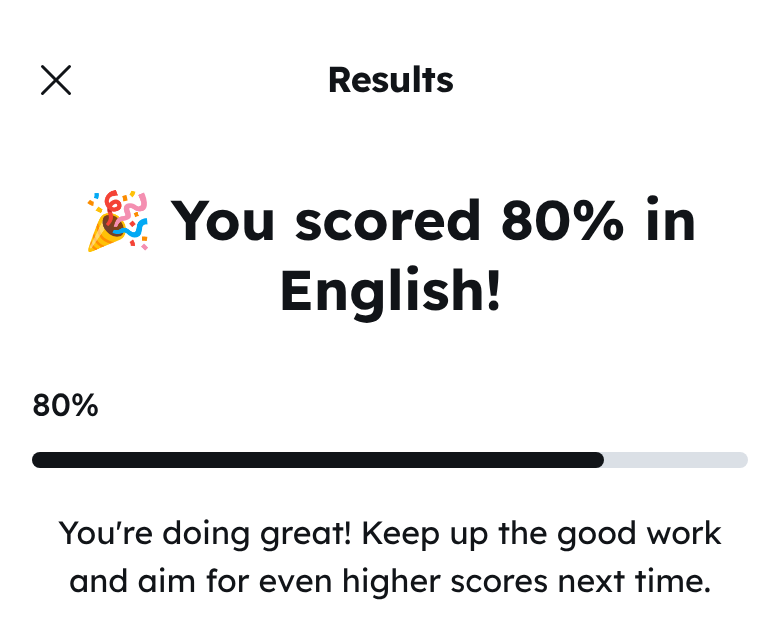 Results
🎉 You scored 80% in
English!
80%
You're doing great! Keep up the good work
and aim for even higher scores next time.